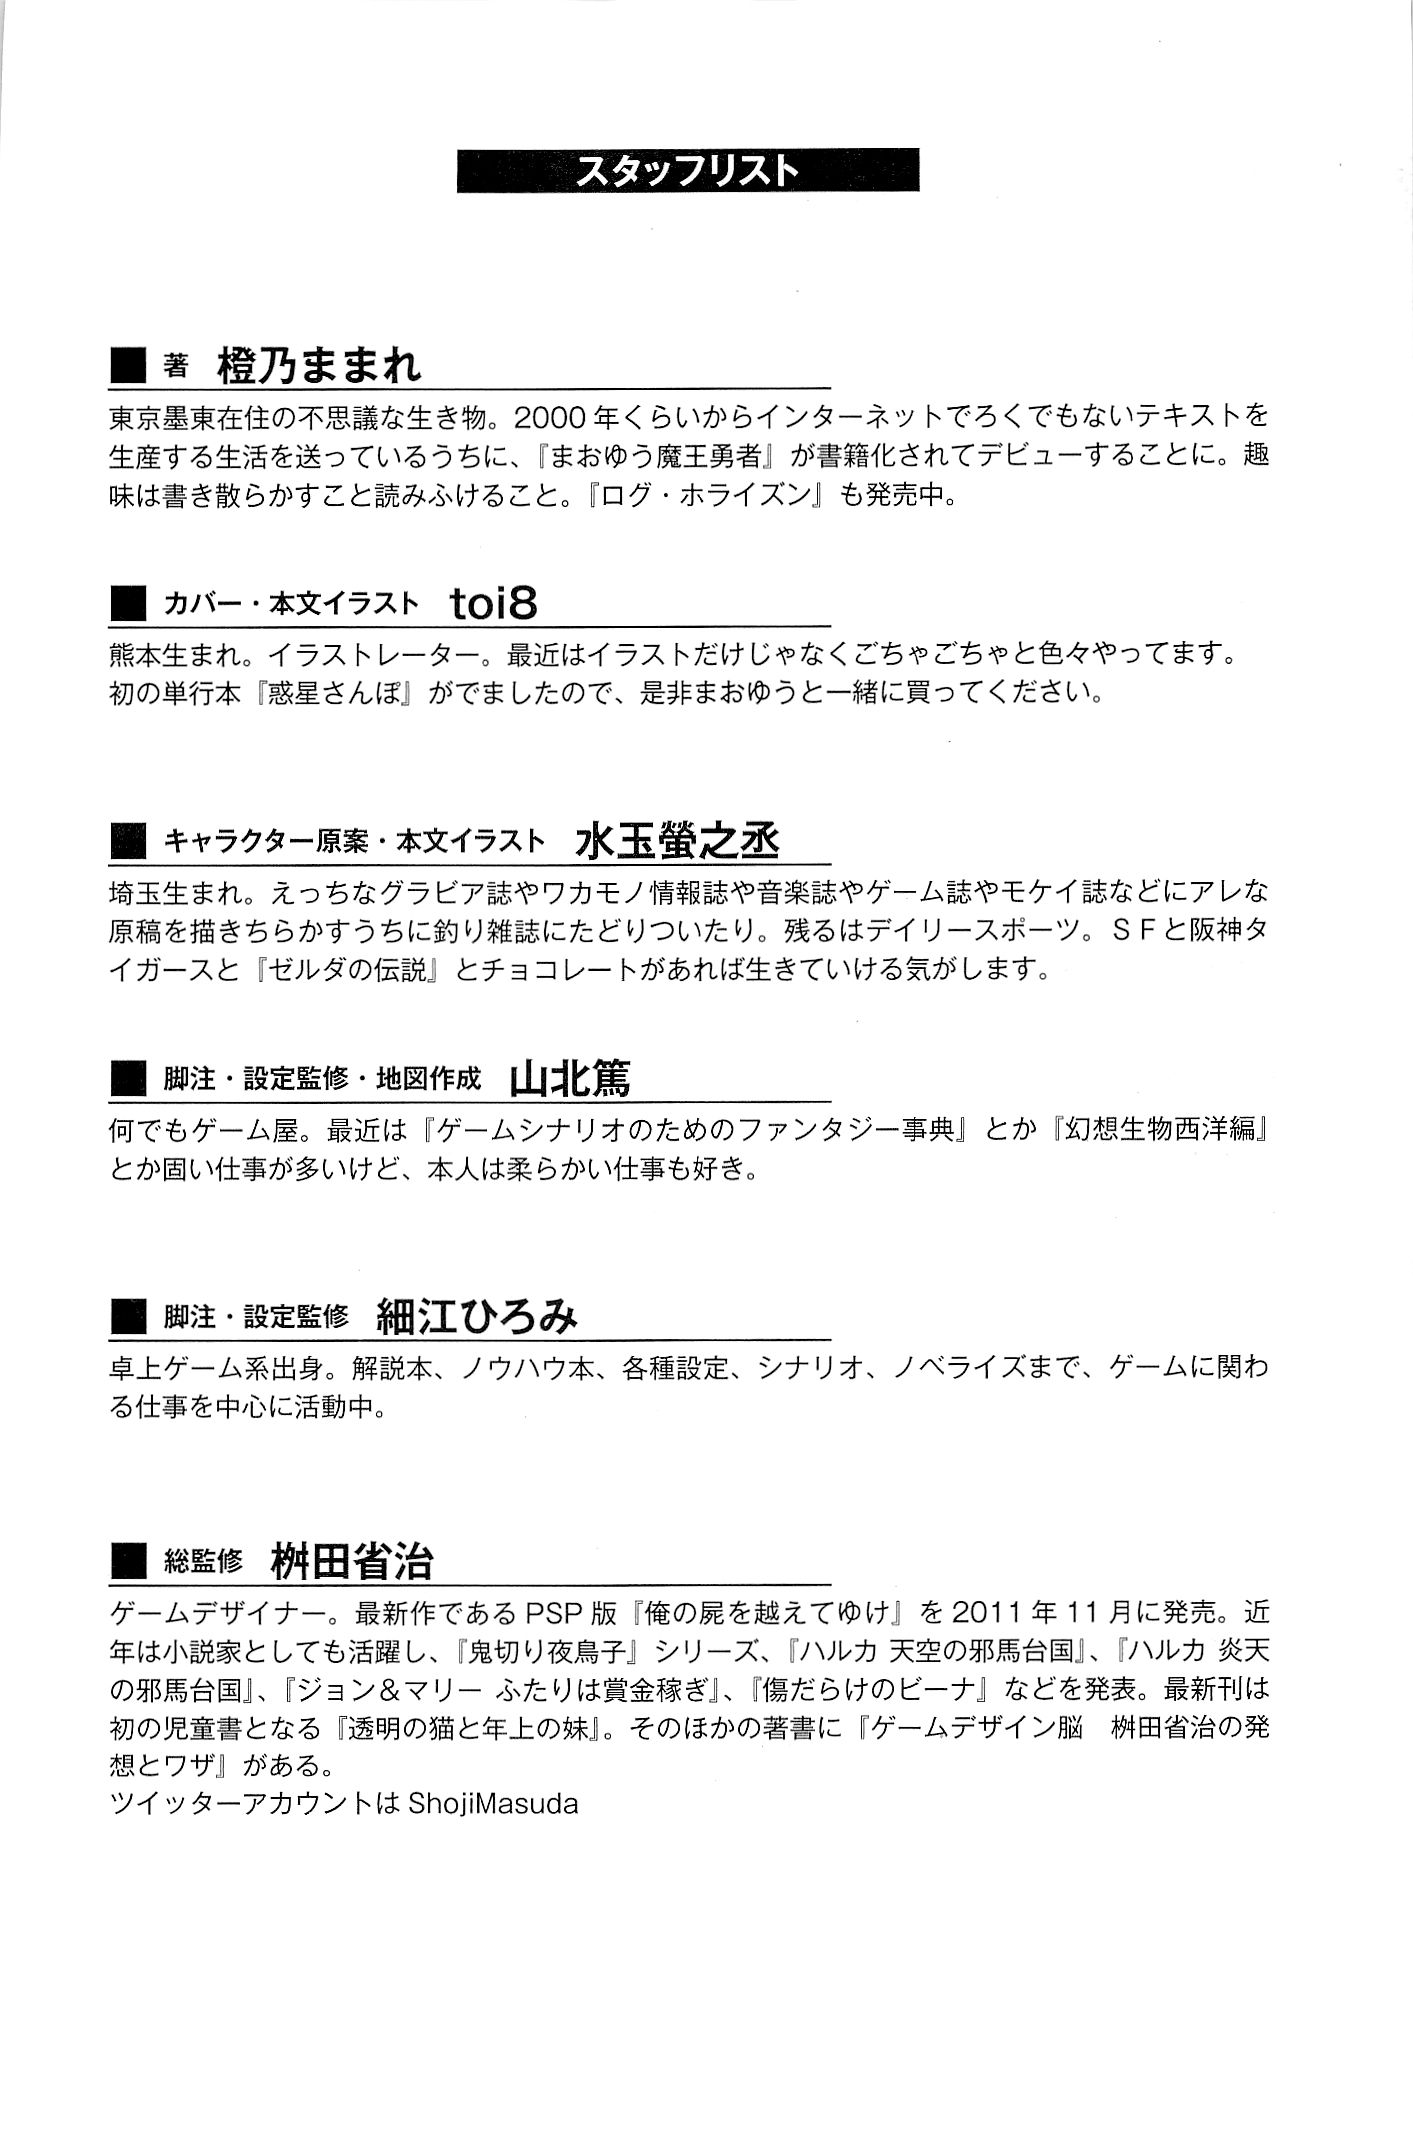 スタッフリスト
■ 著 橙乃ままれ
東京墨東在住の不思議な生き物。2000 年くらいからインターネットでろくでもないテキストを
生産する生活を送っているうちに、『まおゆう魔王勇者』が書籍化されてデビューすることに。趣
味は書き散らかすこと読みふけること。『ログ・ホライズン』も発売中。
■ カバー・本文イラスト toi8
熊本生まれ。イラストレーター。最近はイラストだけじゃなくごちゃごちゃと色々やってます。
初の単行本『惑星さんぽ』がでましたので、是非まおゆうと一緒に買ってください。
■ キャラクター原案・本文イラスト 水玉螢之丞
埼玉生まれ。えっちなグラビア誌やワカモノ情報誌や音楽誌やゲーム誌やモケイ誌などにアレな
原稿を描きちらかすうちに釣り雑誌にたどりついたり。残るはデイリースポーツ。ＳＦと阪神タ
イガースと『ゼルダの伝説』とチョコレートがあれば生きていける気がします。
■ 脚注・設定監修・地図作成 山北篤
何でもゲーム屋。最近は『ゲームシナリオのためのファンタジー事典』とか『幻想生物西洋編』
とか固い仕事が多いけど、本人は柔らかい仕事も好き。
■ 脚注・設定監修 細江ひろみ
卓上ゲーム系出身。解説本、ノウハウ本、各種設定、シナリオ、ノベライズまで、ゲームに関わ
る仕事を中心に活動中。
■ 総監修 桝田省治
ゲームデザイナー。最新作である PSP 版『俺の屍を越えてゆけ』を 2011 年 11 月に発売。近
年は小説家としても活躍し、『鬼切り夜鳥子』シリーズ、『ハルカ 天空の邪馬台国』、『ハルカ 炎天
の邪馬台国』、『ジョン＆マリー ふたりは賞金稼ぎ』、『傷だらけのビーナ』などを発表。最新刊は
初の児童書となる『透明の猫と年上の妹』。そのほかの著書に『ゲームデザイン脳　桝田省治の発
想とワザ』がある。
ツイッターアカウントは ShojiMasuda